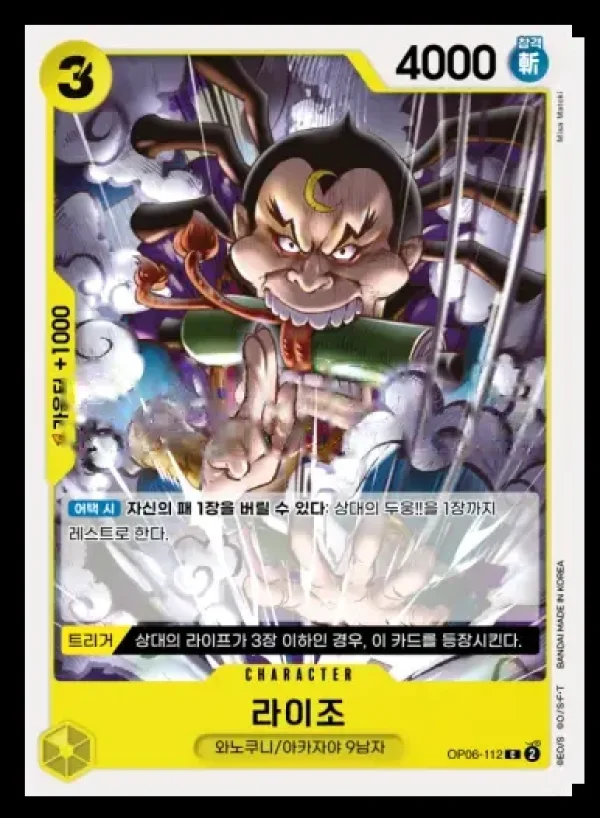 3
4000
참격
斬
Misa Matoki
카운터 +1000
어택 시 자신의 패 1장을 버릴 수 있다: 상대의 두웅!!을 1장까지
레스트로 한다.
트리거 상대의 라이프가 3장 이하인 경우, 이 카드를 등장시킨다.
CHARACTER
라이조
와노쿠니/아카자야 9남자
OP06-112 C 2
©EO/S ©O/S·F·T BANDAI MADE IN KOREA